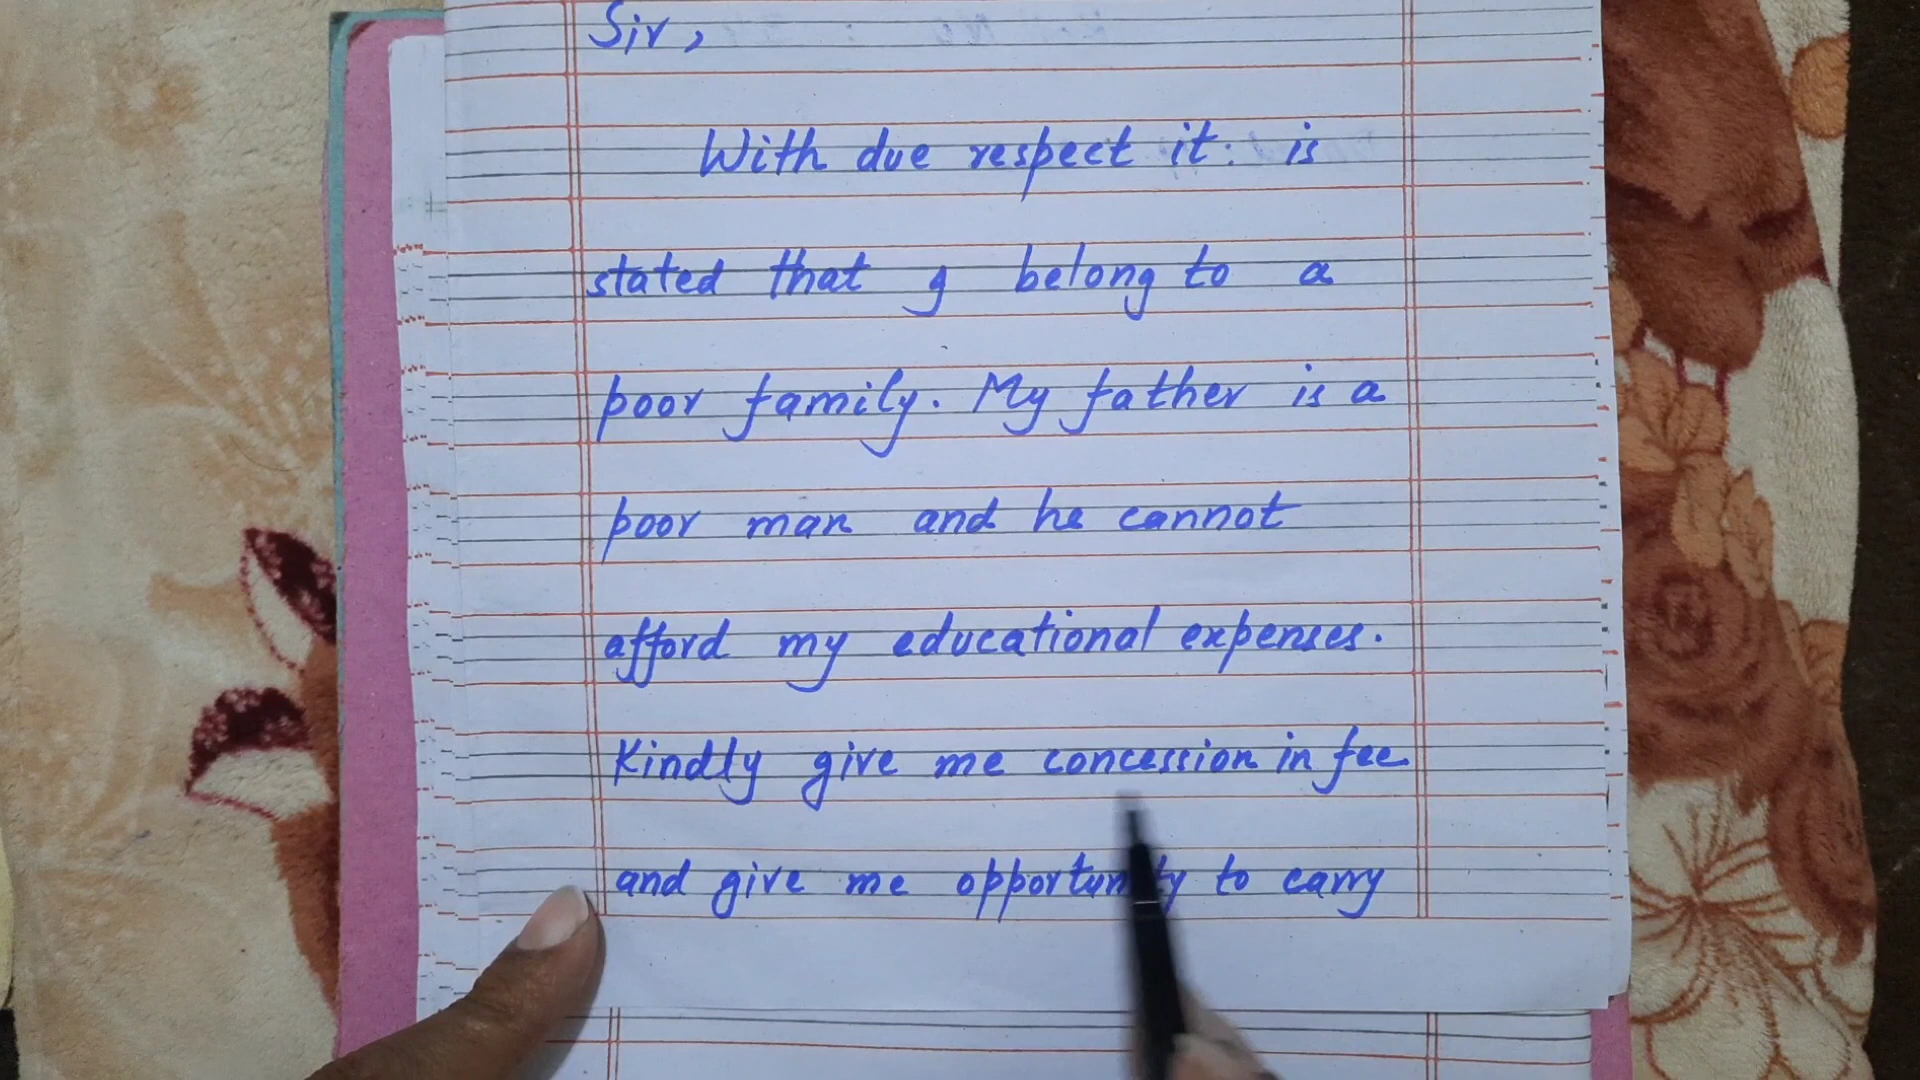 Sir,
With due respect it is
stated that I belong to a
poor family. My father is a
poor man and he cannot
afford my educational expenses.
Kindly give me concession in fee
and give me opportunity to carry